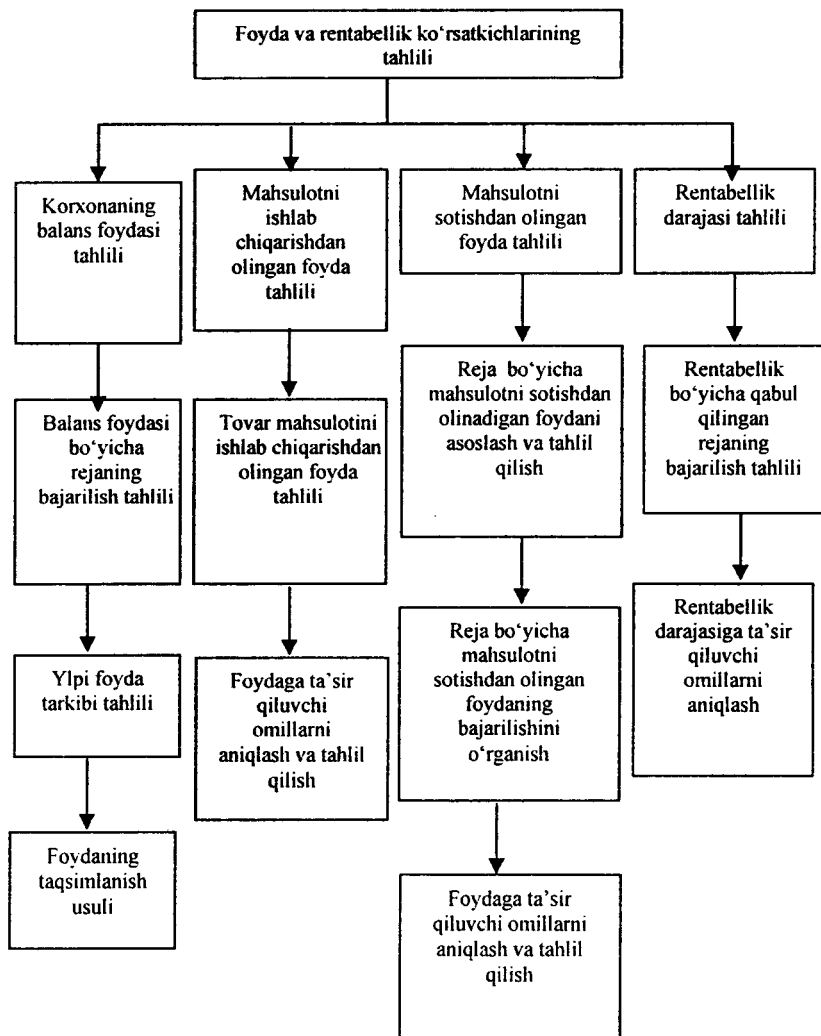 Foyda va rentabellik ko‘rsatkichlarining
tahlili
Korxonaning
balans foydasi
tahlili
Mahsulotni
ishlab
chiqarishdan
olingan foyda
tahlili
Mahsulotni
sotishdan olingan
foyda tahlili
Rentabellik
darajasi tahlili
Balans foydasi
bo‘yicha
rejaning
bajarilish tahlili
Tovar mahsulotini
ishlab chiqarishdan
olingan foyda
tahlili
Reja bo‘yicha
mahsulotni sotishdan
olinadigan foydani
asoslash va tahlil
qilish
Rentabellik
bo‘yicha qabul
qilingan
rejaning
bajarilish tahlili
Ylpi foyda
tarkibi tahlili
Foydaga ta’sir
qiluvchi
omillarni
aniqlash va tahlil
qilish
Reja bo‘yicha
mahsulotni
sotishdan olingan
foydaning
bajarilishini
o‘rganish
Rentabellik
darajasiga ta’sir
qiluvchi
omillarni
aniqlash
Foydaning
taqsimlanish
usuli
Foydaga ta’sir
qiluvchi omillarni
aniqlash va tahlil
qilish